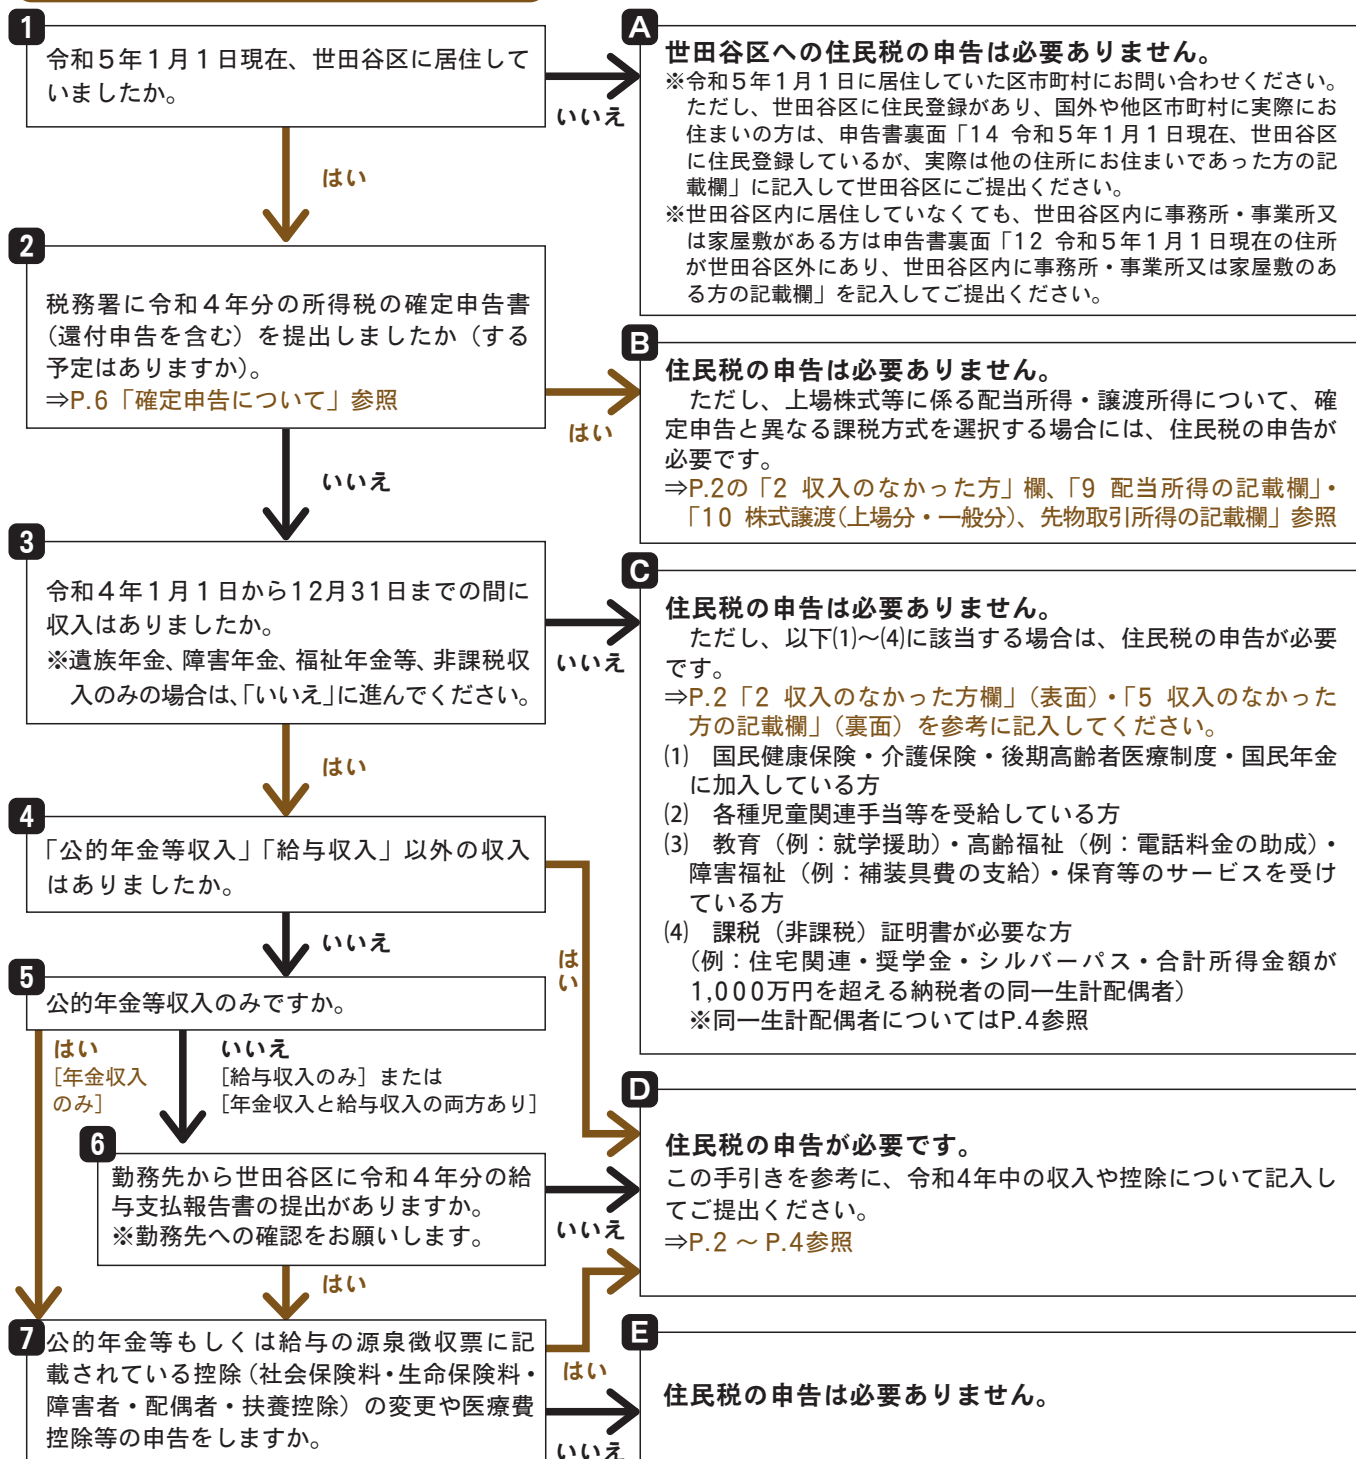 1
令和５年１月１日現在、世田谷区に居住して
いましたか。
いいえ
はい
A
世田谷区への住民税の申告は必要ありません。
※令和５年１月１日に居住していた区市町村にお問い合わせください。
ただし、世田谷区に住民登録があり、国外や他区市町村に実際にお
住まいの方は、申告書裏面「14 令和５年１月１日現在、世田谷区
に住民登録しているが、実際は他の住所にお住まいであった方の記
載欄」に記入して世田谷区にご提出ください。
※世田谷区内に居住していなくても、世田谷区内に事務所・事業所又
は家屋敷がある方は申告書裏面「12 令和５年１月１日現在の住所
が世田谷区外にあり、世田谷区内に事務所・事業所又は家屋敷のあ
る方の記載欄」を記入してご提出ください。
2
税務署に令和４年分の所得税の確定申告書
（還付申告を含む）を提出しましたか（する
予定はありますか）。
⇒P.6「確定申告について」参照
はい
いいえ
B
住民税の申告は必要ありません。
ただし、上場株式等に係る配当所得・譲渡所得について、確
定申告と異なる課税方式を選択する場合には、住民税の申告が
必要です。
⇒P.2の「2 収入のなかった方」欄、「9 配当所得の記載欄」・
「10 株式譲渡（上場分・一般分）、先物取引所得の記載欄」参照
3
令和４年１月１日から12月31日までの間に
収入はありましたか。
※遺族年金、障害年金、福祉年金等、非課税収
入のみの場合は、「いいえ」に進んでください。
いいえ
はい
C
住民税の申告は必要ありません。
ただし、以下⑴～⑷に該当する場合は、住民税の申告が必要
です。
⇒P.2「2 収入のなかった方欄」（表面）・「5 収入のなかった
方の記載欄」（裏面）を参考に記入してください。
⑴ 国民健康保険・介護保険・後期高齢者医療制度・国民年金
に加入している方
⑵ 各種児童関連手当等を受給している方
⑶ 教育（例：就学援助）・高齢福祉（例：電話料金の助成）・
障害福祉（例：補装具費の支給）・保育等のサービスを受け
ている方
⑷ 課税（非課税）証明書が必要な方
（例：住宅関連・奨学金・シルバーパス・合計所得金額が
1,000万円を超える納税者の同一生計配偶者）
※同一生計配偶者についてはP.4参照
4
「公的年金等収入」「給与収入」以外の収入
はありましたか。
はい
いいえ
5
公的年金等収入のみですか。
はい
［年金収入
のみ］
いいえ
［給与収入のみ］または
［年金収入と給与収入の両方あり］
6
勤務先から世田谷区に令和４年分の給
与支払報告書の提出がありますか。
※勤務先への確認をお願いします。
いいえ
はい
D
住民税の申告が必要です。
この手引きを参考に、令和4年中の収入や控除について記入し
てご提出ください。
⇒P.2 ～ P.4参照
7
公的年金等もしくは給与の源泉徴収票に記
載されている控除（社会保険料・生命保険料・
障害者・配偶者・扶養控除）の変更や医療費
控除等の申告をしますか。
はい
いいえ
E
住民税の申告は必要ありません。